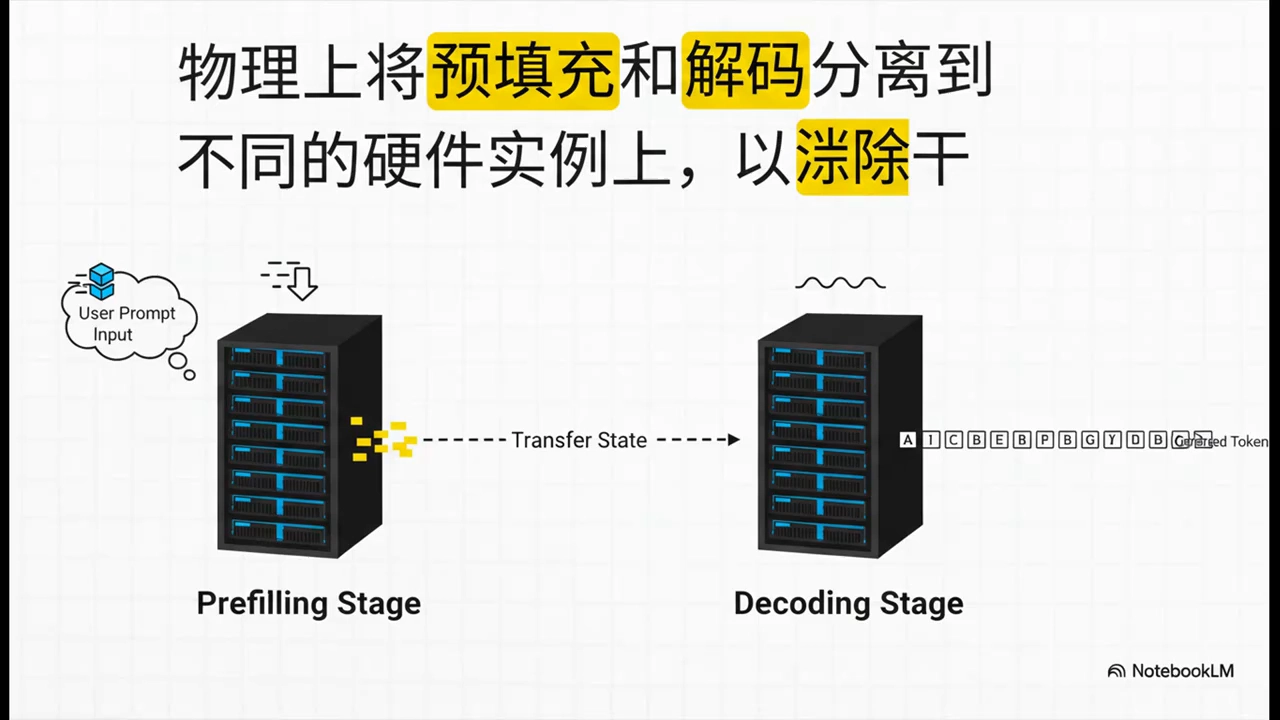 物理上将预填充和解码分离到
不同的硬件实例上，以除干
User Prompt
Input
Transfer State
A I C B E B P B G Y D B
Token
Prefilling Stage
Decoding Stage
NotebookLM